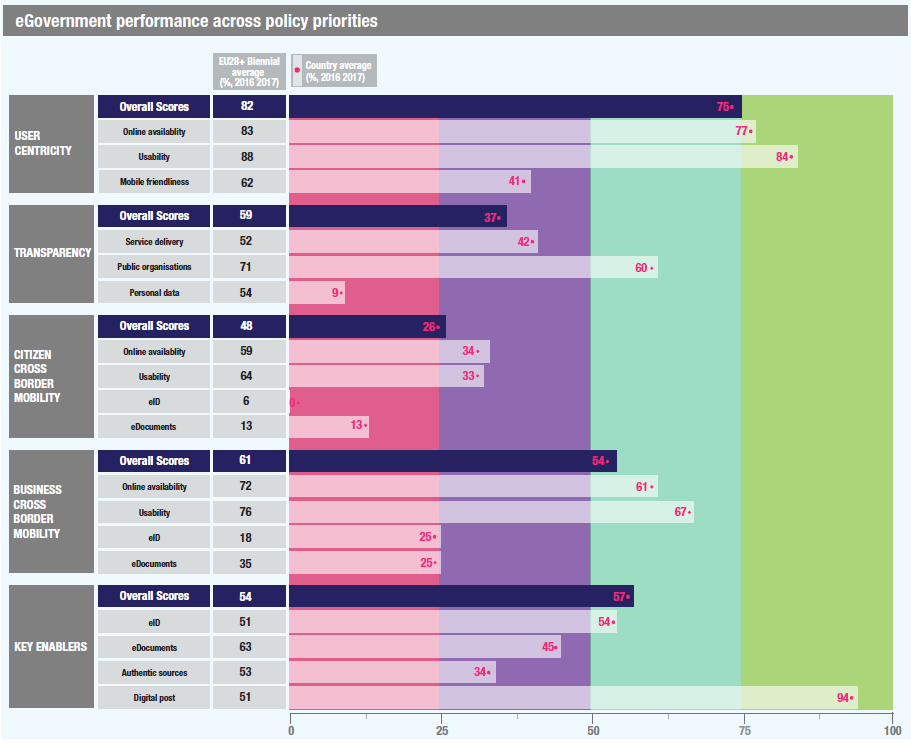 eGovernment performance across policy priorities
EU28+ Biennial
average
(%, 2016 2017)
Country average
(%, 2016 2017)
USER
CENTRICITY
Overall Scores 82 75
Online availablity 83 77
Usability 88 84
Mobile friendliness 62 41
TRANSPARENCY
Overall Scores 59 37
Service delivery 52 42
Public organisations 71 60
Personal data 54 9
CITIZEN
CROSS
BORDER
MOBILITY
Overall Scores 48 26
Online availablity 59 34
Usability 64 33
eID 6 0
eDocuments 13 13
BUSINESS
CROSS
BORDER
MOBILITY
Overall Scores 61 54
Online availability 72 61
Usability 76 67
eID 18 25
eDocuments 35 25
KEY ENABLERS
Overall Scores 54 57
eID 51 54
eDocuments 63 45
Authentic sources 53 34
Digital post 51 94
0 25 50 75 100